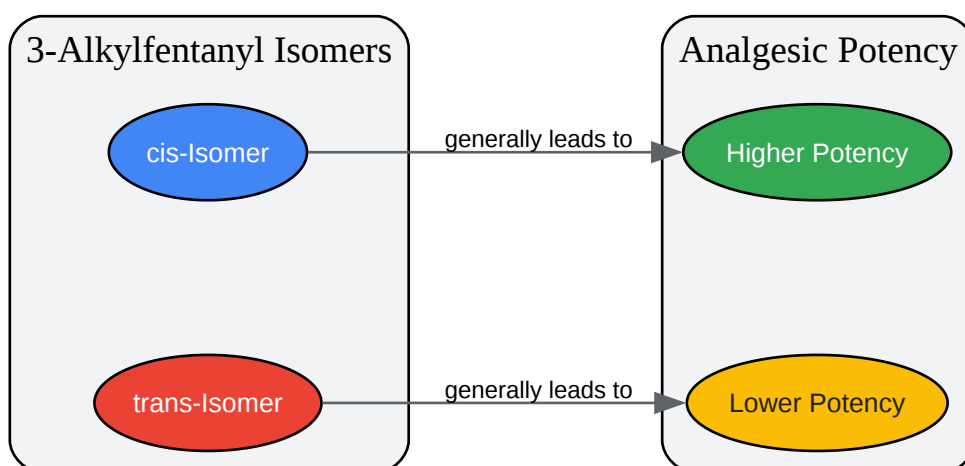 3-Alkylfentanyl Isomers
Analgesic Potency
cis-Isomer
generally leads to
Higher Potency
trans-Isomer
generally leads to
Lower Potency